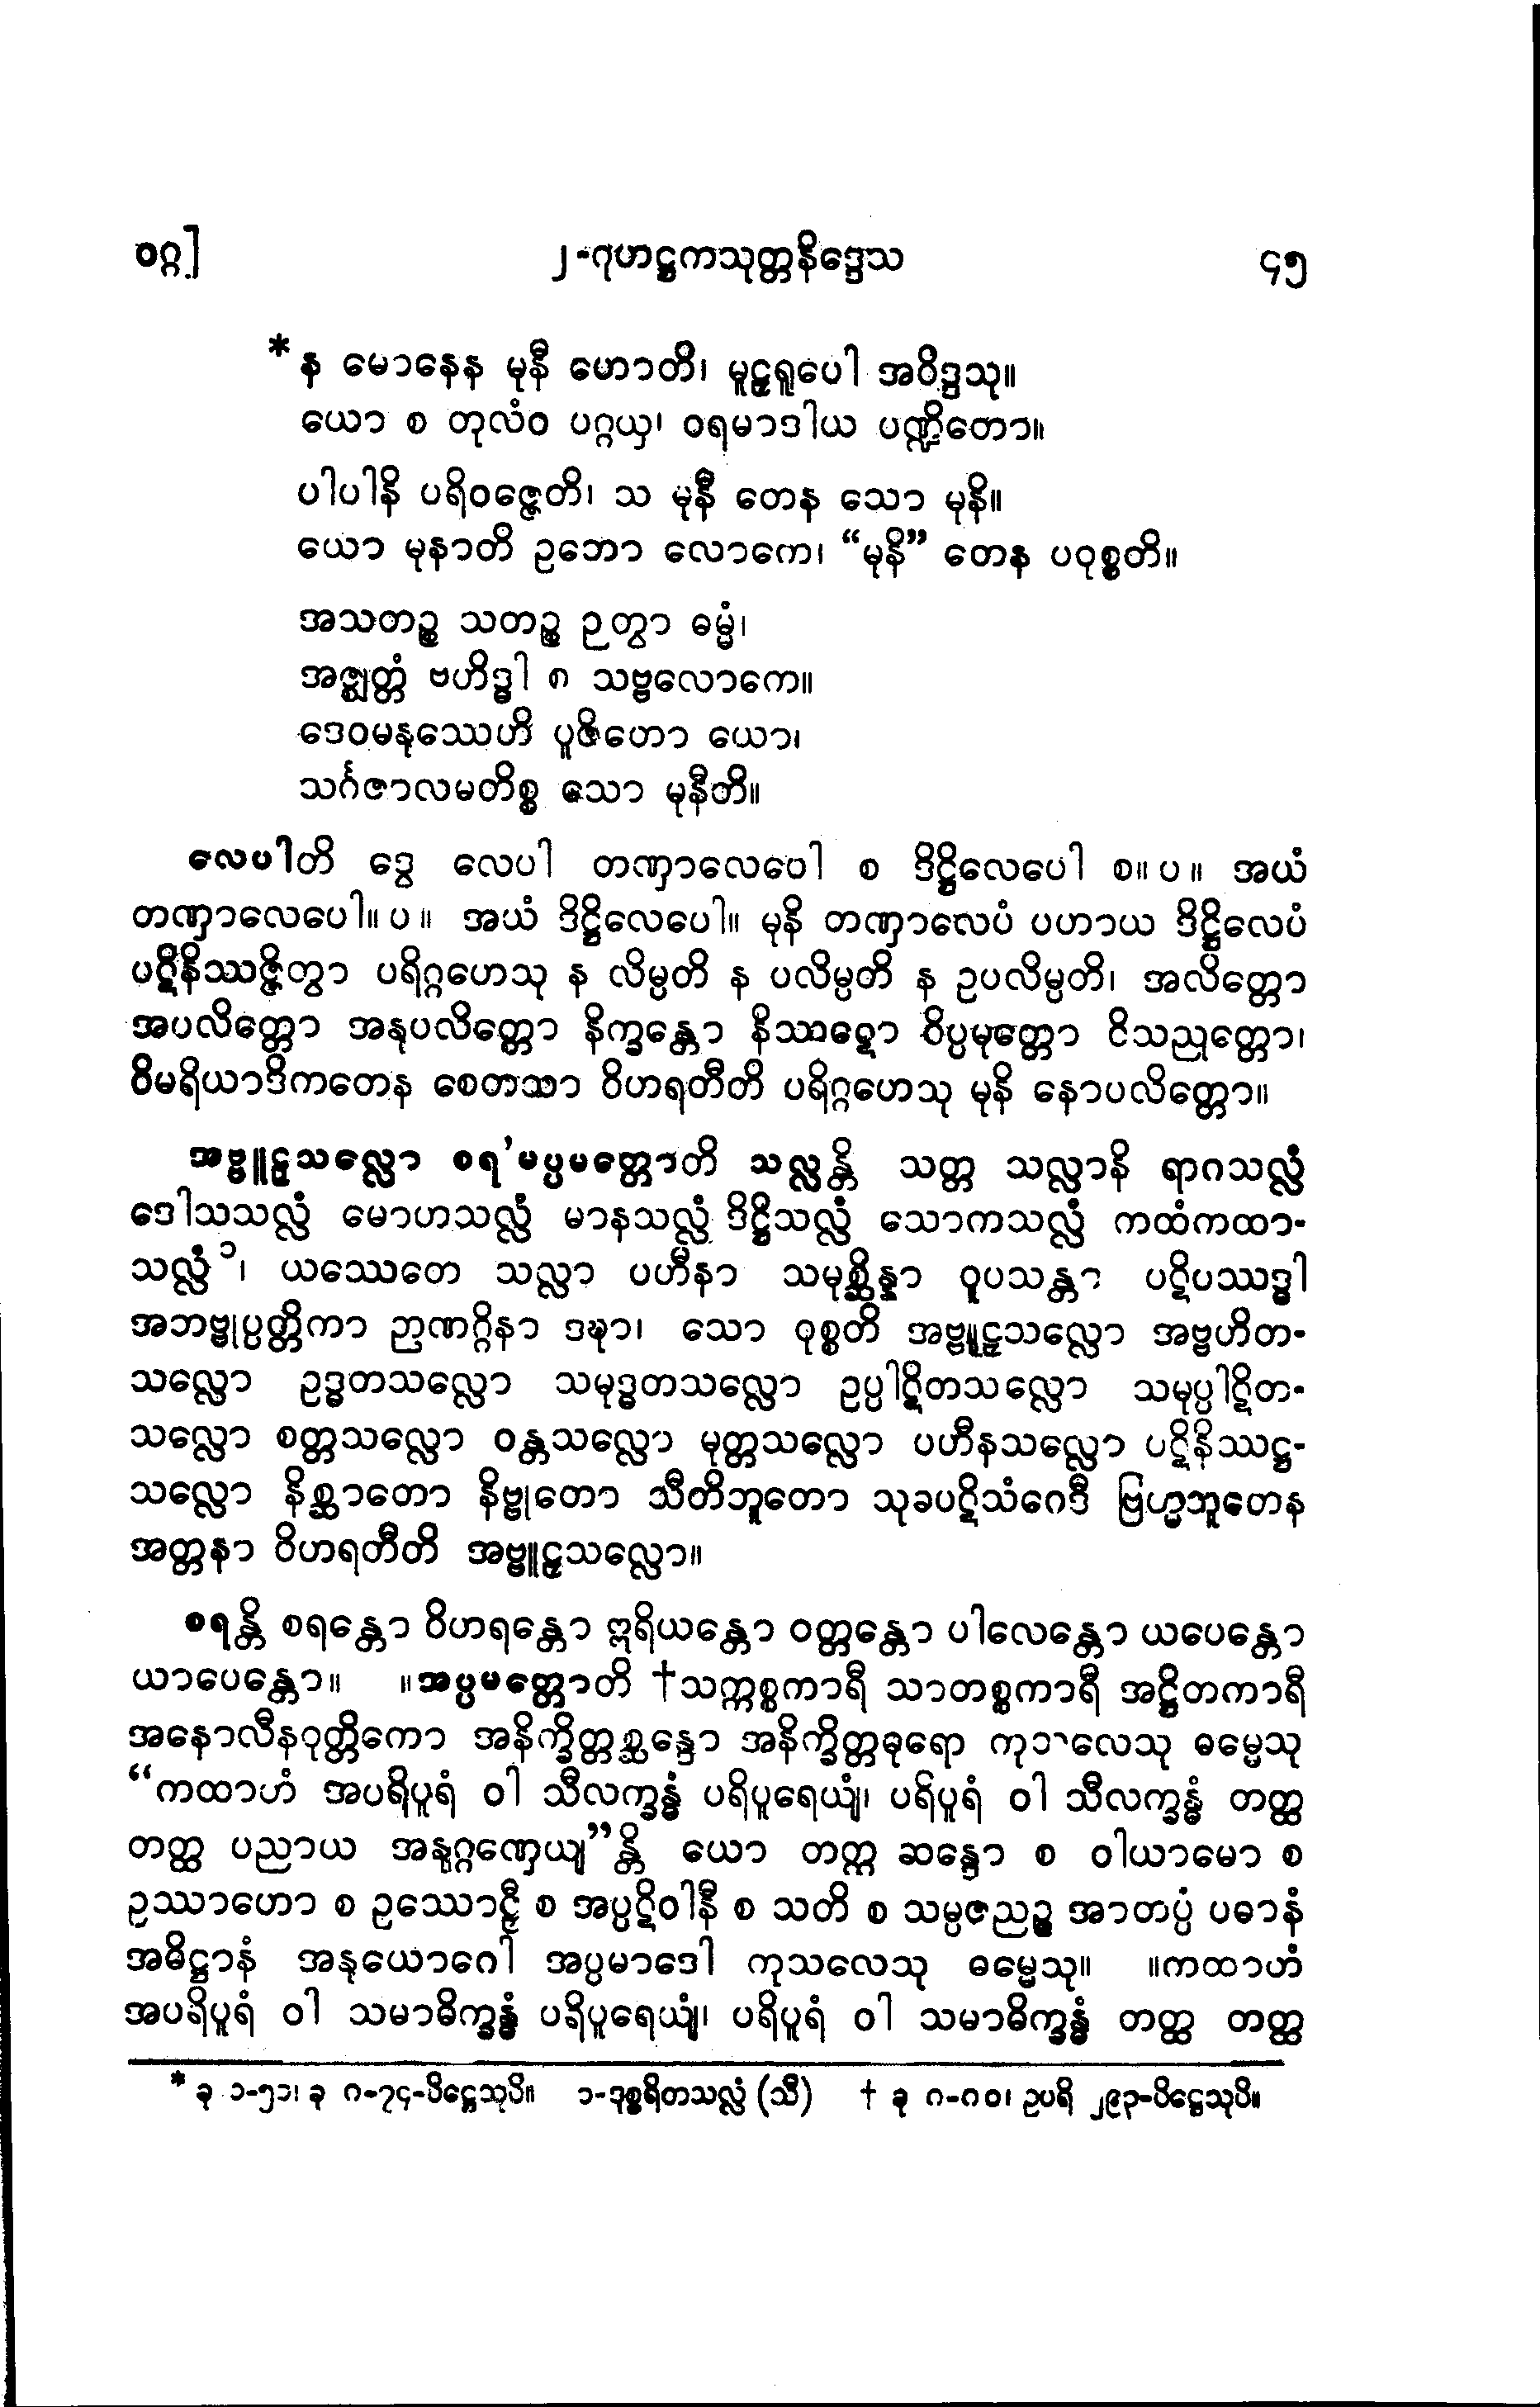 ဝဂ္ဂ] ၂-ဂုဟဋ္ဌကသုတ္တနိဒ္ဒေသ ၄၅
* န မောနေန မုနီ ဟောတိ၊ မူဠှရူပေါ အဝိဒ္ဒသု။
ယော စ တုလံဝ ပဂ္ဂယှ၊ ဝရမာဒါယ ပဏ္ဍိတော။
ပါပါနိ ပရိဝဇ္ဇေတိ၊ သ မုနီ တေန သော မုနိ။
ယော မုနာတိ ဥဘော လောကေ၊ “မုနိ” တေန ပဝုစ္စတိ။
အသတဉ္စ သတဉ္စ ဉတွာ ဓမ္မံ၊
အဇ္ဈတ္တံ ဗဟိဒ္ဓါ စ သဗ္ဗလောကေ။
ဒေဝမနုဿေဟိ ပူဇိတော ယော၊
သင်္ဂဇာလမတိစ္စ သော မုနီတိ။
လေပါတိ ဒွေ လေပါ တဏှာလေပေါ စ ဒိဋ္ဌိလေပေါ စ။ ပ ။ အယံ
တဏှာလေပေါ။ ပ ။ အယံ ဒိဋ္ဌိလေပေါ။ မုနိ တဏှာလေပံ ပဟာယ ဒိဋ္ဌိလေပံ
ပဋိနိဿဇ္ဇိတွာ ပရိဂ္ဂဟေသု န လိမ္ပတိ န ပလိမ္ပတိ န ဥပလိမ္ပတိ၊ အလိတ္တော
အပလိတ္တော အနုပလိတ္တော နိက္ခန္တော နိဿဋော ဝိပ္ပမုတ္တော ဝိသညုတ္တော၊
ဝိမရိယာဒိကတေန စေတသာ ဝိဟရတီတိ ပရိဂ္ဂဟေသု မုနိ နောပလိတ္တော။
အဗ္ဗူဠှသလ္လော စရ’မပ္ပမတ္တောတိ သလ္လန္တိ သတ္တ သလ္လာနိ ရာဂသလ္လံ
ဒေါသသလ္လံ မောဟသလ္လံ မာနသလ္လံ ဒိဋ္ဌိသလ္လံ သောကသလ္လံ ကထံကထာ-
သလ္လံ ၁၊ ယဿေတေ သလ္လာ ပဟီနာ သမုစ္ဆိန္နာ ဝူပသန္တာ ပဋိပဿဒ္ဓါ
အဘဗ္ဗုပ္ပတ္တိကာ ဉာဏဂ္ဂိနာ ဒဍ္ဎာ၊ သော ဝုစ္စတိ အဗ္ဗူဠှသလ္လော အဗ္ဗဟိတ-
သလ္လော ဥဒ္ဓတသလ္လော သမုဒ္ဓတသလ္လော ဥပ္ပါဋိတသလ္လော သမုပ္ပါဋိတ-
သလ္လော စတ္တသလ္လော ဝန္တသလ္လော မုတ္တသလ္လော ပဟီနသလ္လော ပဋိနိဿဋ္ဌ-
သလ္လော နိစ္ဆာတော နိဗ္ဗုတော သီတိဘူတော သုခပဋိသံဝေဒီ ဗြဟ္မဘူတေန
အတ္တနာ ဝိဟရတီတိ အဗ္ဗူဠှသလ္လော။
စရန္တိ စရန္တော ဝိဟရန္တော ဣရိယန္တော ဝတ္တန္တော ပါလေန္တော ယပေန္တော
ယာပေန္တော။ ။အပ္ပမတ္တောတိ †သက္ကစ္စကာရီ သာတစ္စကာရီ အဋ္ဌိတကာရီ
အနောလီနဝုတ္တိကော အနိက္ခိတ္တစ္ဆန္ဒော အနိက္ခိတ္တဓုရော ကုသလေသု ဓမ္မေသု
“ကထာဟံ အပရိပူရံ ဝါ သီလက္ခန္ဓံ ပရိပူရေယျံ၊ ပရိပူရံ ဝါ သီလက္ခန္ဓံ တတ္ထ
တတ္ထ ပညာယ အနုဂ္ဂဏှေယျ”န္တိ ယော တတ္ထ ဆန္ဒော စ ဝါယာမော စ
ဥဿာဟော စ ဥဿောဠှီ စ အပ္ပဋိဝါနီ စ သတိ စ သမ္ပဇညဉ္စ အာတပ္ပံ ပဓာနံ
အဓိဋ္ဌာနံ အနုယောဂေါ အပ္ပမာဒေါ ကုသလေသု ဓမ္မေသု။ ။ကထာဟံ
အပရိပူရံ ဝါ သမာဓိက္ခန္ဓံ ပရိပူရေယျံ၊ ပရိပူရံ ဝါ သမာဓိက္ခန္ဓံ တတ္ထ တတ္ထ
* ခု ၁-၅၁၊ ခု ၈-၇၄-ပိဋ္ဌေသုပိ။ ၁-ဒုစ္စရိတသလ္လံ (သီ) † ခု ၈-၈၀၊ ဥပရိ ၂၉၃-ပိဋ္ဌေသုပိ။